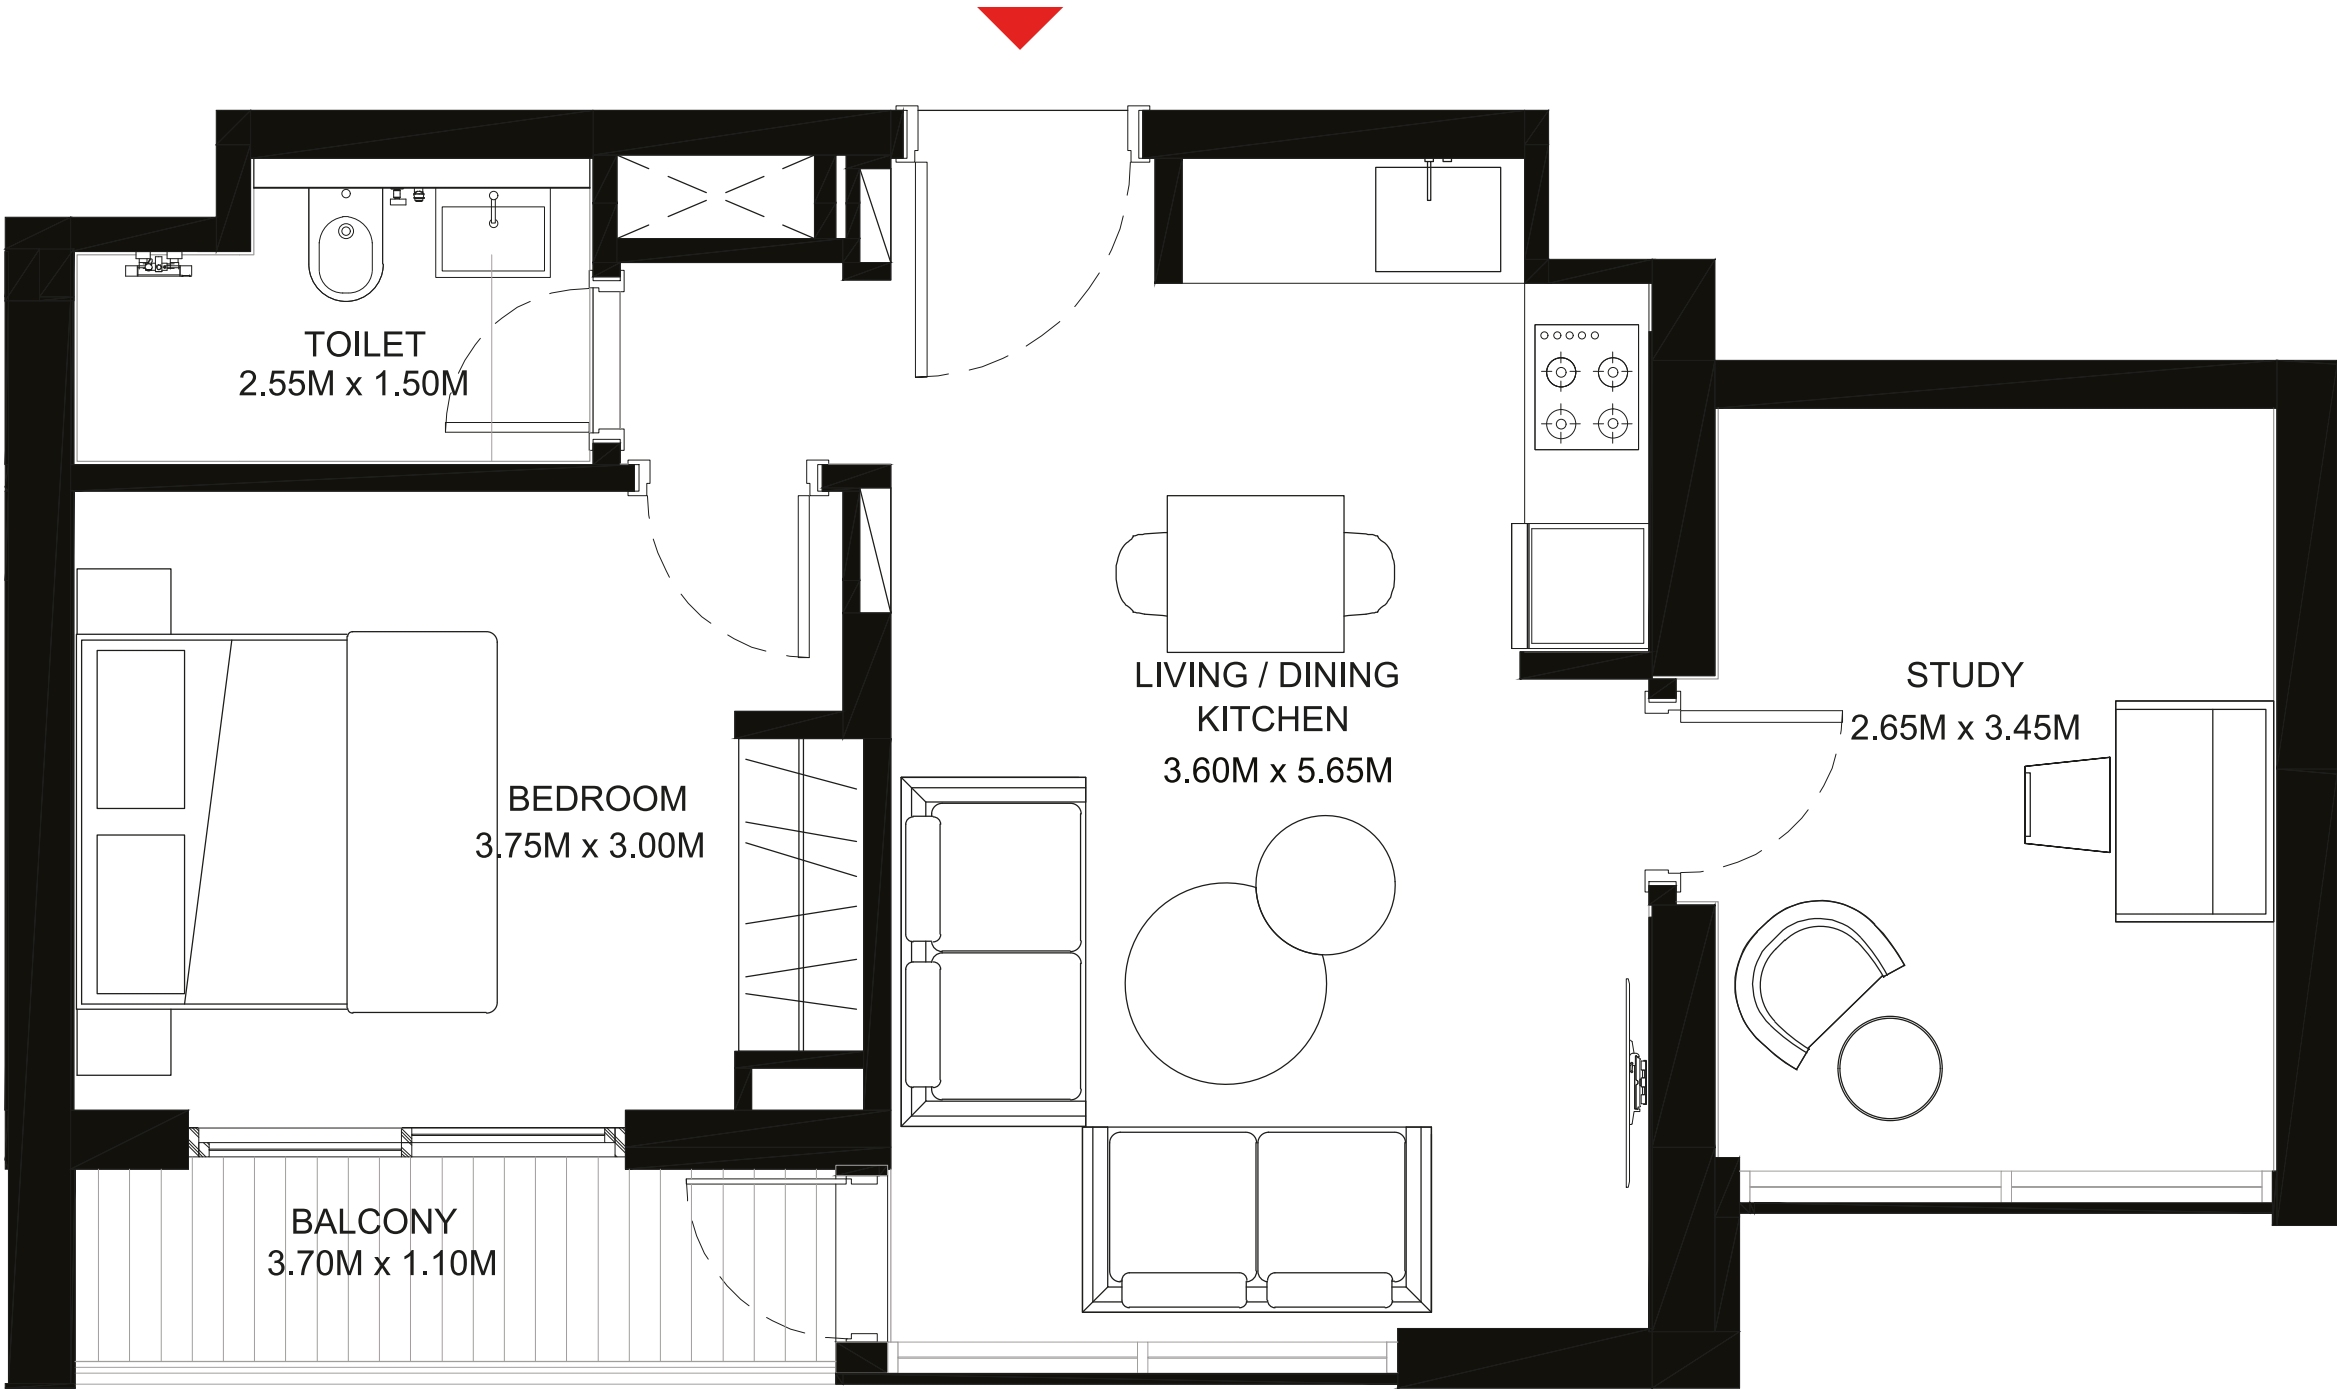 TOILET
2.55M x 1.50M
LIVING / DINING
KITCHEN
3.60M x 5.65M
STUDY
2.65M x 3.45M
BEDROOM
3.75M x 3.00M
BALCONY
3.70M x 1.10M